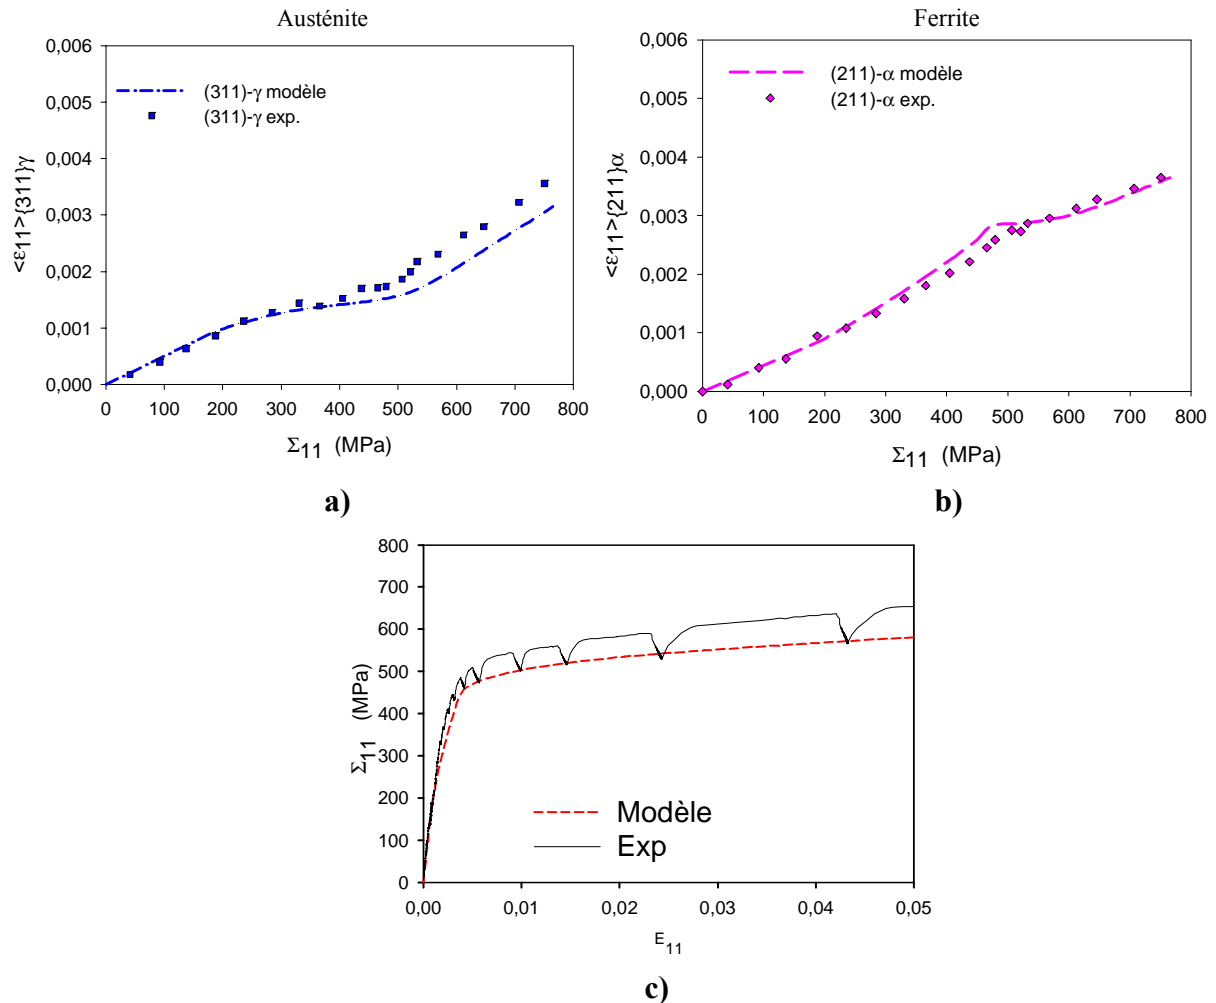 Austénite
0,006
0,005
0,004
0,003
0,002
0,001
0,000
<ε11>{311}γ
(311)-γ modèle
(311)-γ exp.
0 100 200 300 400 500 600 700 800
Σ11 (MPa)
a)
Ferrite
0,006
0,005
0,004
0,003
0,002
0,001
0,000
<ε11>{211}α
(211)-α modèle
(211)-α exp.
0 100 200 300 400 500 600 700 800
Σ11 (MPa)
b)
800
700
600
500
400
300
200
100
0
Σ11 (MPa)
Modèle
Exp
0,00 0,01 0,02 0,03 0,04 0,05
E11
c)